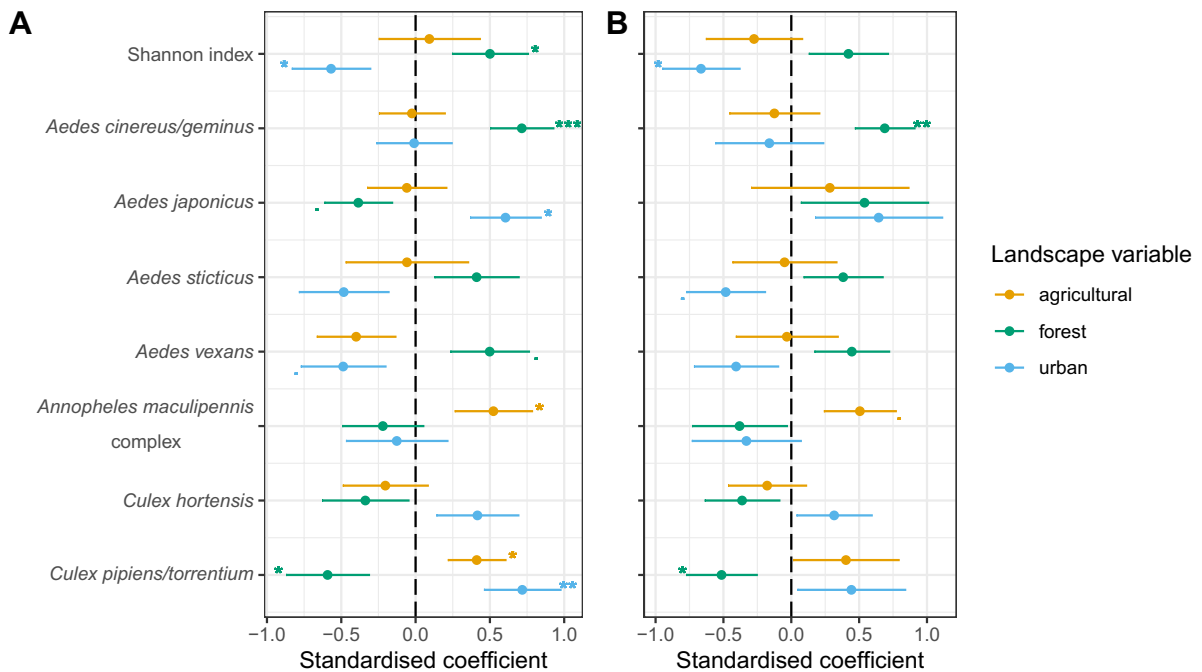 A
B
Shannon index
*
*
*
Aedes cinereus/geminus
***
**
Aedes japonicus
.
*
Aedes sticticus
.
Aedes vexans
.
.
Annopheles maculipennis
complex
*
.
Culex hortensis
Culex pipiens/torrentium
*
*
**
*
−1.0 −0.5 0.0 0.5 1.0
−1.0 −0.5 0.0 0.5 1.0
Standardised coefficient
Standardised coefficient
Landscape variable
agricultural
forest
urban